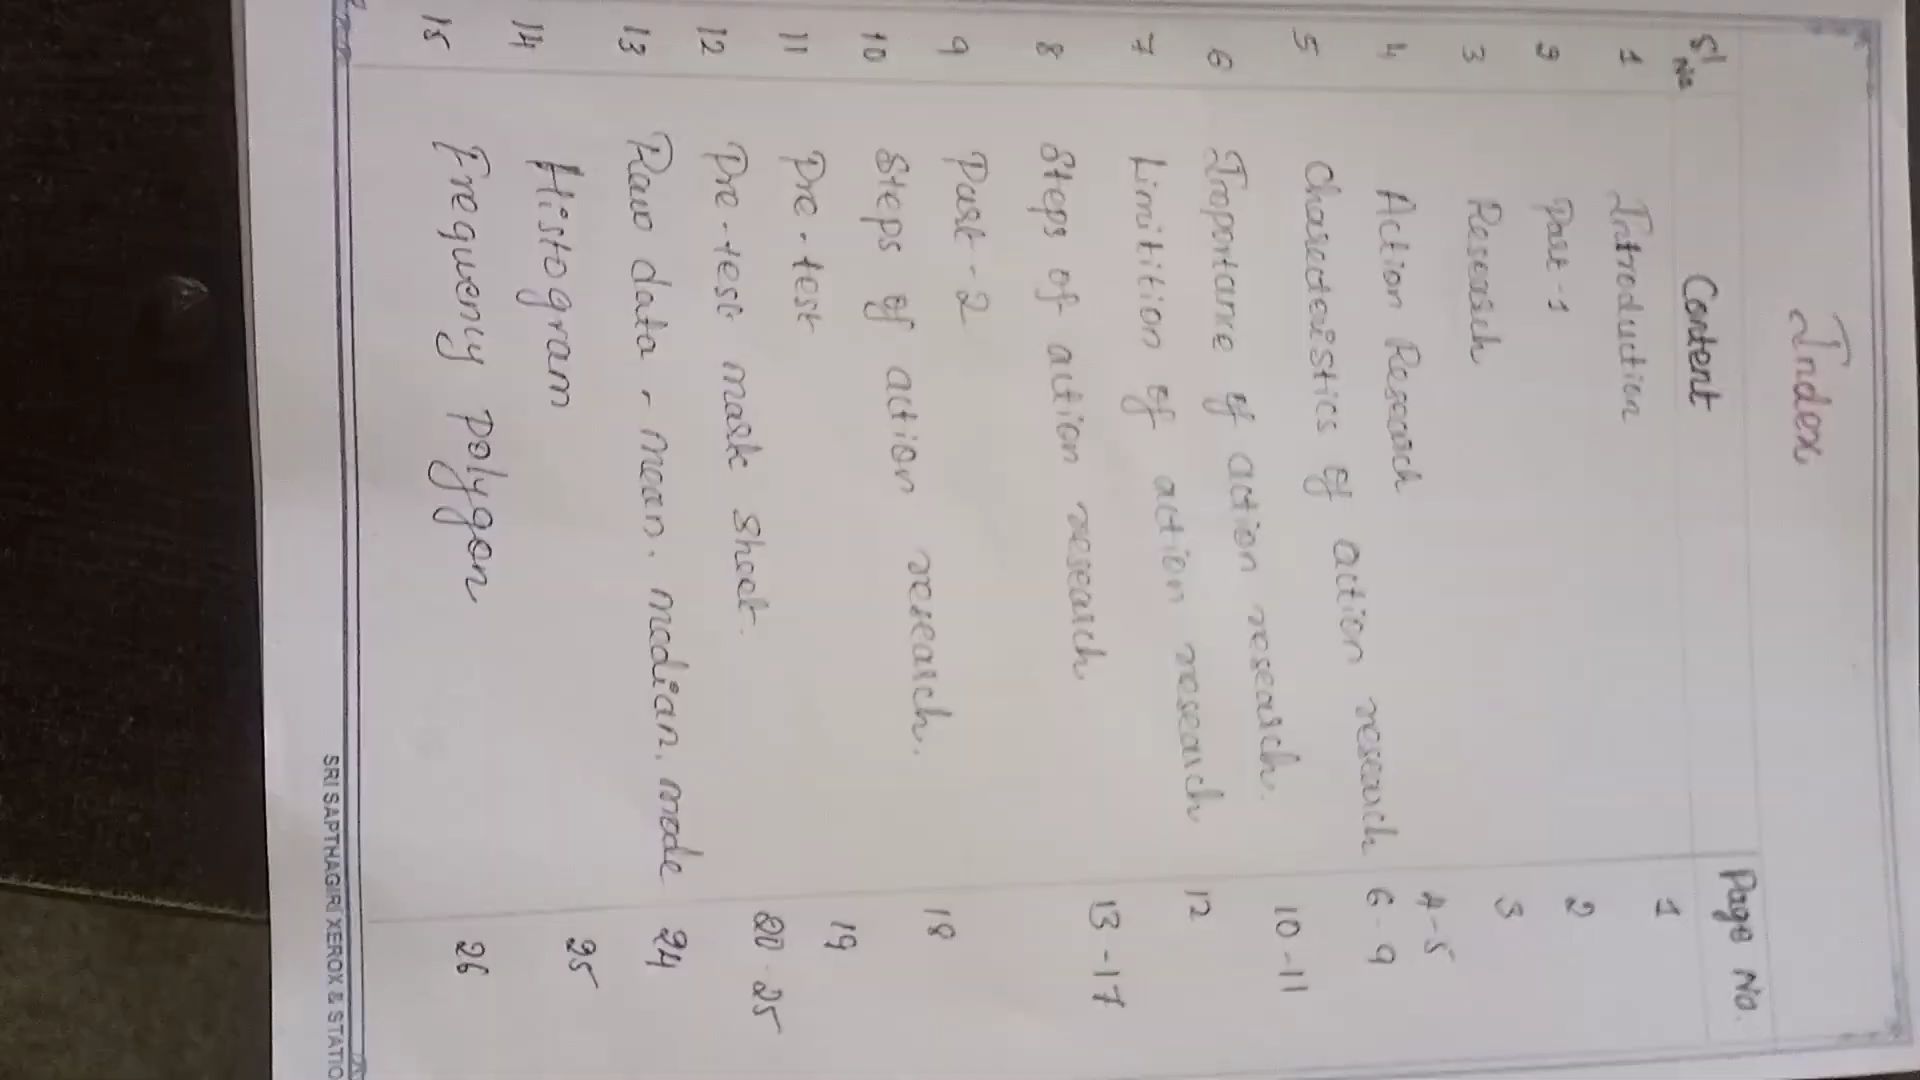 Index
Sl No Content Page No.
1 Introduction 1
2 Part-1 2
3 Research 3
4 Action Research 4-5
5 Charecteristics of action research 6-9
6 Importance of action research. 10-11
7 Limitition of action research 12
8 Steps of action research 13-17
9 Part-2
10 Steps of action research. 18
11 Pre-test 19
12 Pre-test mark sheet. 20-25
13 Raw data - mean. median. mode 24
14 Histogram 25
15 Frequeny polygon 26
SRI SAPTHAGIRI XEROX & STATIO